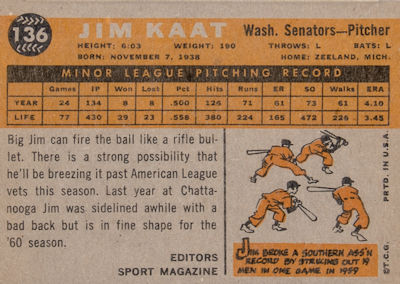 136
JIM KAAT
Wash. Senators—Pitcher
HEIGHT: 6:03 WEIGHT: 190 THROWS: L BATS: L
BORN: NOVEMBER 7, 1938 HOME: ZEELAND, MICH.
MINOR LEAGUE PITCHING RECORD
Games IP Won Lost Pct. Hits Runs ER SO Walks ERA
YEAR 24 134 8 8 .500 126 71 61 73 61 4.10
LIFE 77 430 29 23 .558 380 224 165 472 226 3.45
Big Jim can fire the ball like a rifle bul-
let. There is a strong possibility that
he'll be breezing it past American League
vets this season. Last year at Chatta-
nooga Jim was sidelined awhile with a
bad back but is in fine shape for the
'60 season.
EDITORS
SPORT MAGAZINE
JIM BROKE A SOUTHERN ASS'N
RECORD BY STRIKING OUT 19
MEN IN ONE GAME IN 1959
©T.C.G. PRTD. IN U.S.A.